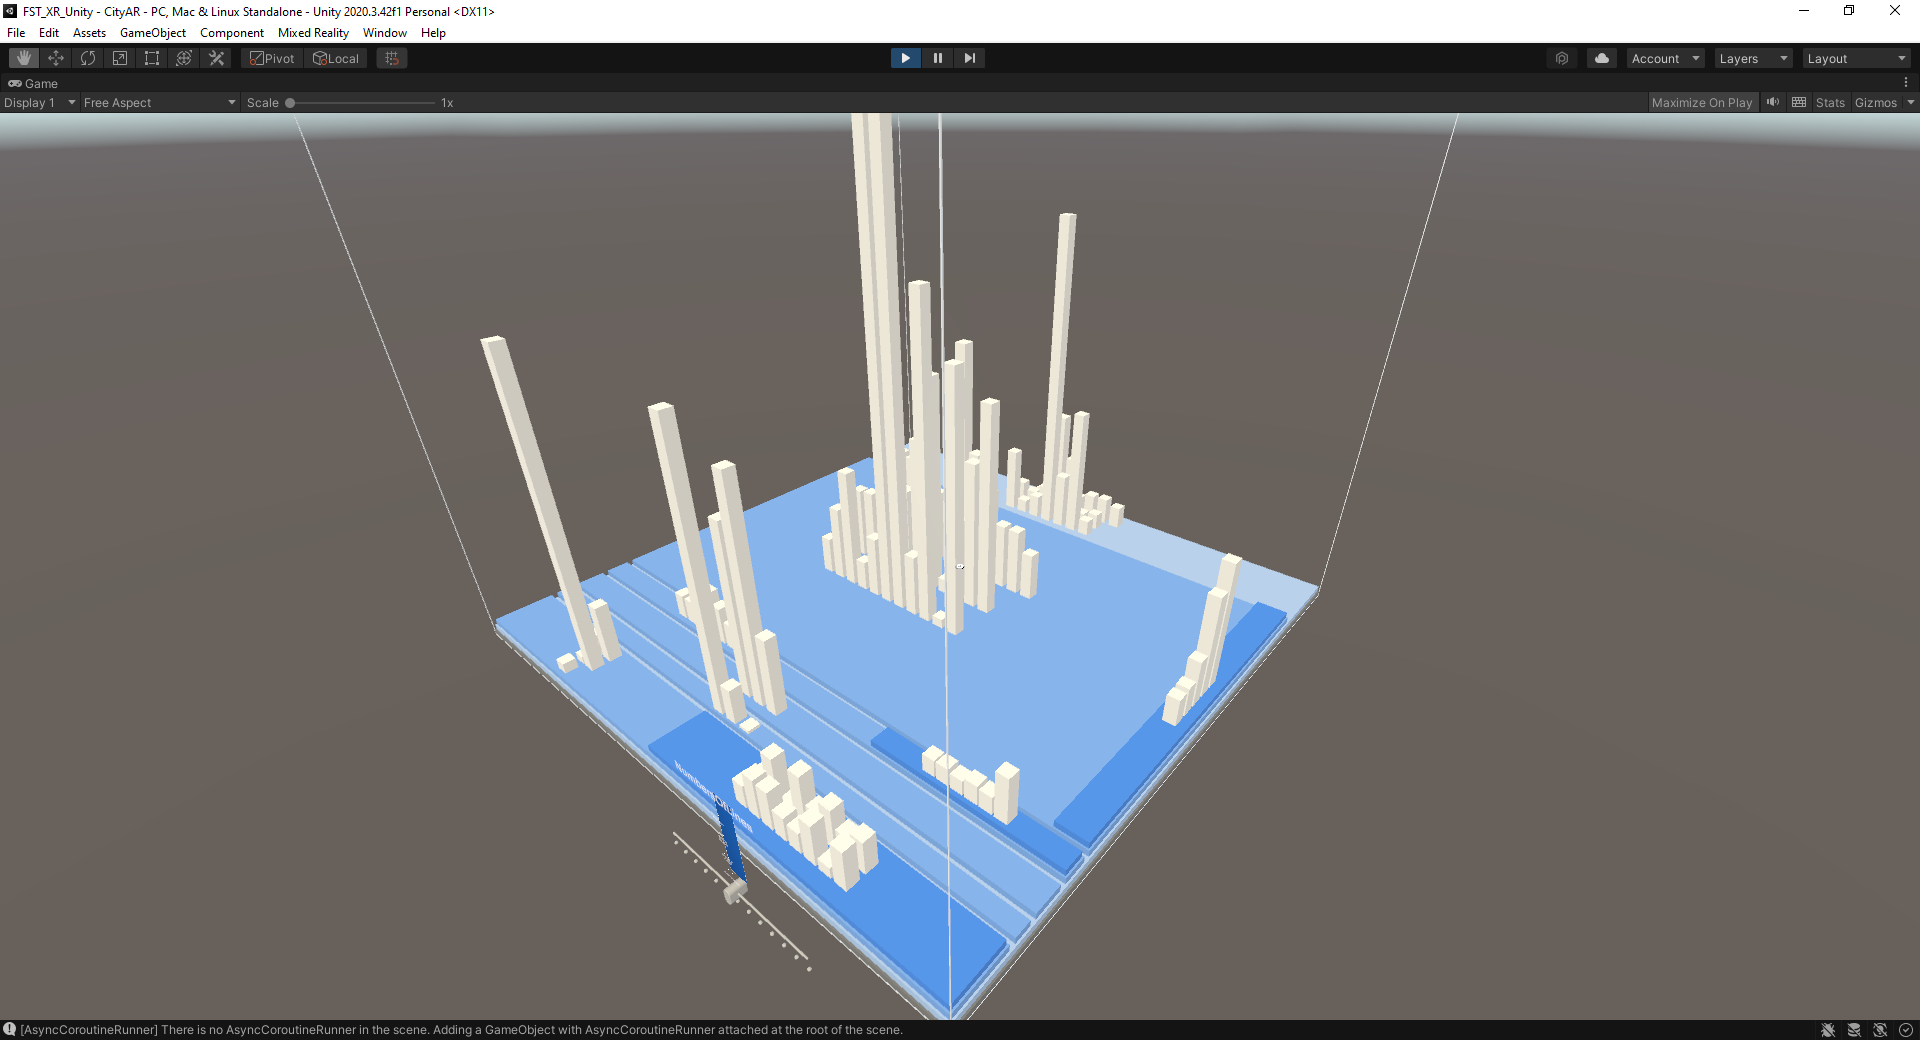 FST_XR_Unity - CityAR - PC, Mac & Linux Standalone - Unity 2020.3.42f1 Personal <DX11>
File Edit Assets GameObject Component Mixed Reality Window Help
Pivot Local Account Layers Layout
Game
Display 1 Free Aspect Scale 1x Maximize On Play Stats Gizmos
NumberOfLines
[AsyncCoroutineRunner] There is no AsyncCoroutineRunner in the scene. Adding a GameObject with AsyncCoroutineRunner attached at the root of the scene.